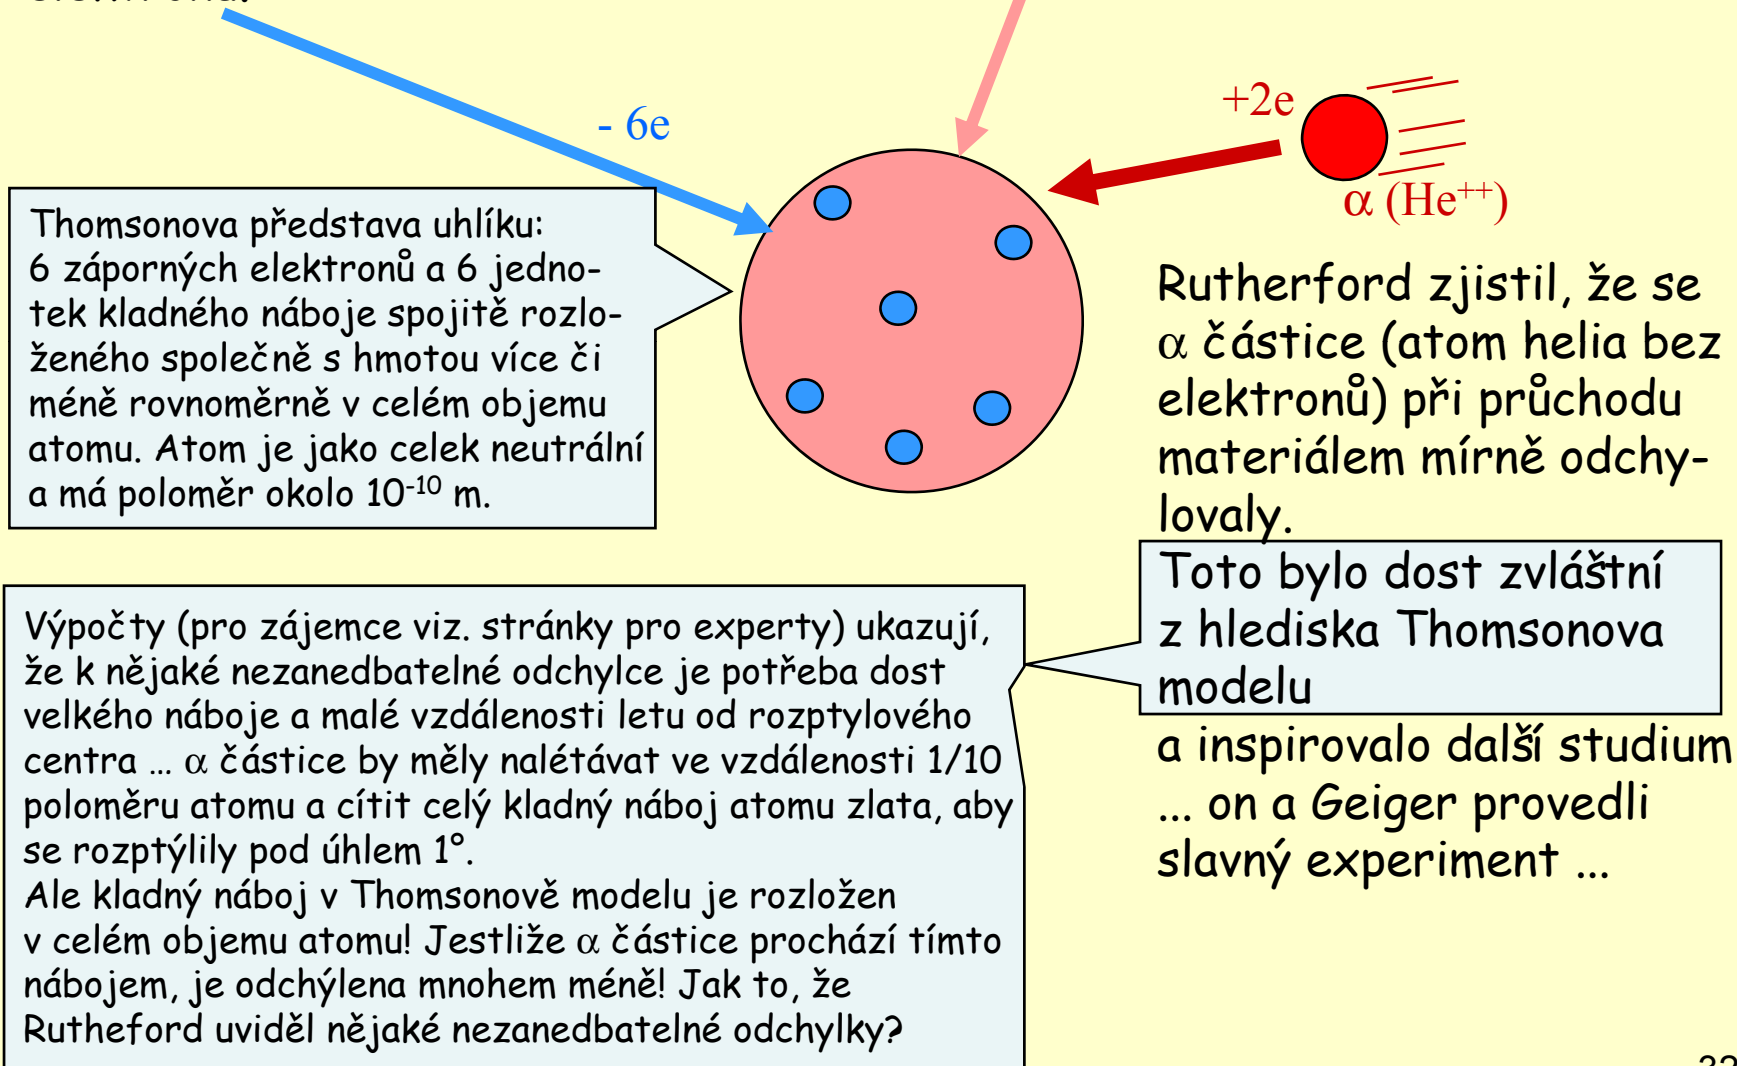 - 6e
+2e
α (He⁺⁺)
Thomsonova představa uhlíku:
6 záporných elektronů a 6 jedno-
tek kladného náboje spojitě rozlo-
ženého společně s hmotou více či
méně rovnoměrně v celém objemu
atomu. Atom je jako celek neutrální
a má poloměr okolo 10⁻¹⁰ m.
Rutherford zjistil, že se
α částice (atom helia bez
elektronů) při průchodu
materiálem mírně odchy-
lovaly.
Toto bylo dost zvláštní
z hlediska Thomsonova
modelu
a inspirovalo další studium
... on a Geiger provedli
slavný experiment ...
Výpočty (pro zájemce viz. stránky pro experty) ukazují,
že k nějaké nezanedbatelné odchylce je potřeba dost
velkého náboje a malé vzdálenosti letu od rozptylového
centra … α částice by měly nalétávat ve vzdálenosti 1/10
poloměru atomu a cítit celý kladný náboj atomu zlata, aby
se rozptýlily pod úhlem 1°.
Ale kladný náboj v Thomsonově modelu je rozložen
v celém objemu atomu! Jestliže α částice prochází tímto
nábojem, je odchýlena mnohem méně! Jak to, že
Rutheford uviděl nějaké nezanedbatelné odchylky?